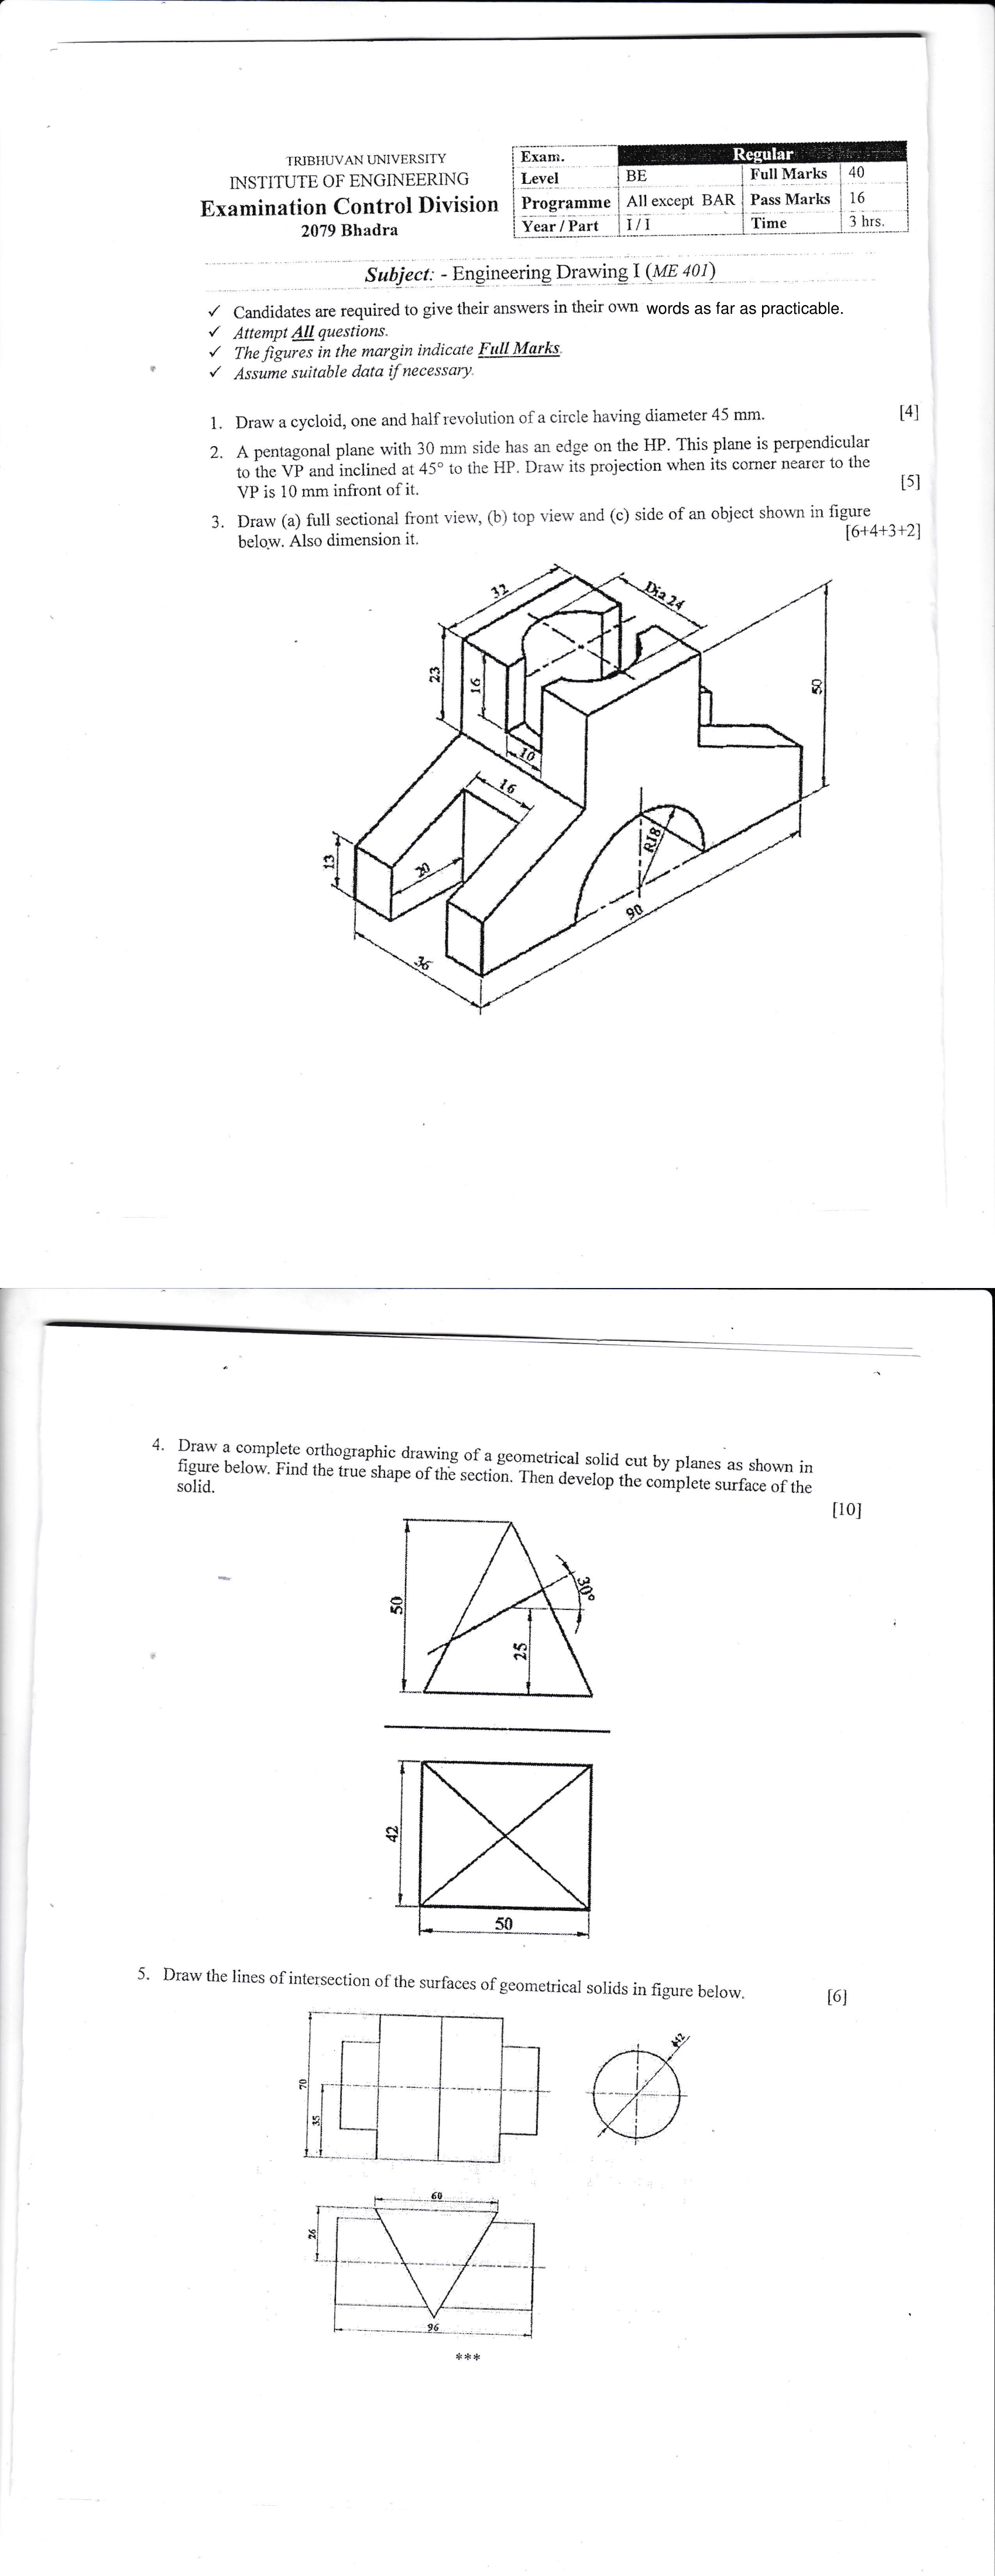 TRIBHUVAN UNIVERSITY
INSTITUTE OF ENGINEERING
Examination Control Division
2079 Bhadra
Exam. Regular
Level BE Full Marks 40
Programme All except BAR Pass Marks 16
Year / Part I / I Time 3 hrs.
Subject: - Engineering Drawing I (ME 401)
✓ Candidates are required to give their answers in their own words as far as practicable.
✓ Attempt All questions.
✓ The figures in the margin indicate Full Marks.
✓ Assume suitable data if necessary.
1. Draw a cycloid, one and half revolution of a circle having diameter 45 mm. [4]
2. A pentagonal plane with 30 mm side has an edge on the HP. This plane is perpendicular
to the VP and inclined at 45° to the HP. Draw its projection when its corner nearer to the
VP is 10 mm infront of it. [5]
3. Draw (a) full sectional front view, (b) top view and (c) side of an object shown in figure
below. Also dimension it. [6+4+3+2]
32
Dia 24
23
16
50
10
16
13
20
R18
90
36
4. Draw a complete orthographic drawing of a geometrical solid cut by planes as shown in
figure below. Find the true shape of the section. Then develop the complete surface of the
solid. [10]
30°
50
25
42
50
5. Draw the lines of intersection of the surfaces of geometrical solids in figure below. [6]
70
35
ϕ42
60
26
96
***